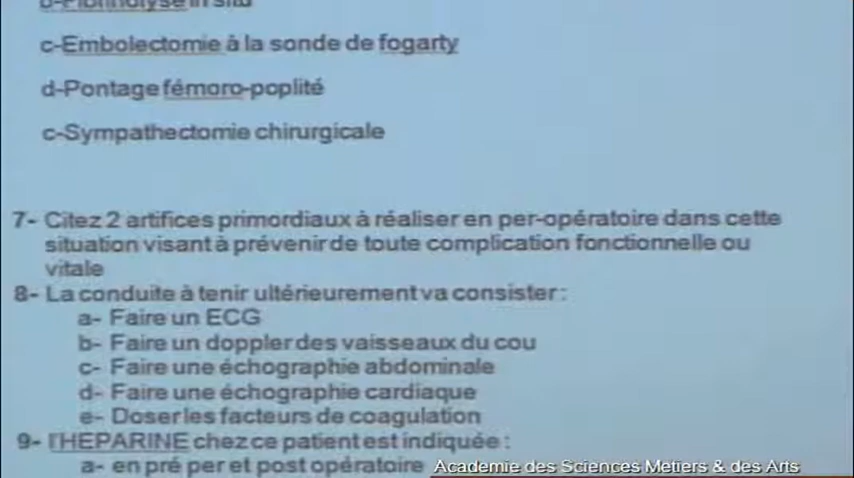 b-Fibrinolyse in situ
c-Embolectomie à la sonde de fogarty
d-Pontage fémoro-poplité
c-Sympathectomie chirurgicale
7- Citez 2 artifices primordiaux à réaliser en per-opératoire dans cette
situation visant à prévenir de toute complication fonctionnelle ou
vitale
8- La conduite à tenir ultérieurement va consister :
a- Faire un ECG
b- Faire un doppler des vaisseaux du cou
c- Faire une échographie abdominale
d- Faire une échographie cardiaque
e- Doser les facteurs de coagulation
9- l'HEPARINE chez ce patient est indiquée :
a- en pré per et post opératoire
Academie des Sciences Metiers & des Arts